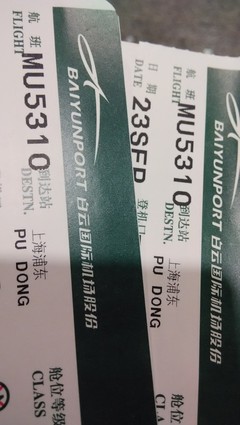 航 班
FLIGHT
MU5310
到达站
DESTN.
上海浦东
PU DONG
舱位等级
CLASS
BAIYUNPORT 白云国际机场股份
日 期
DATE
23SEP
登机口
航 班
FLIGHT
MU5310
到达站
DESTN.
上海浦东
PU DONG
舱位
CLASS
BAIYUNPORT 白云国际机场股份